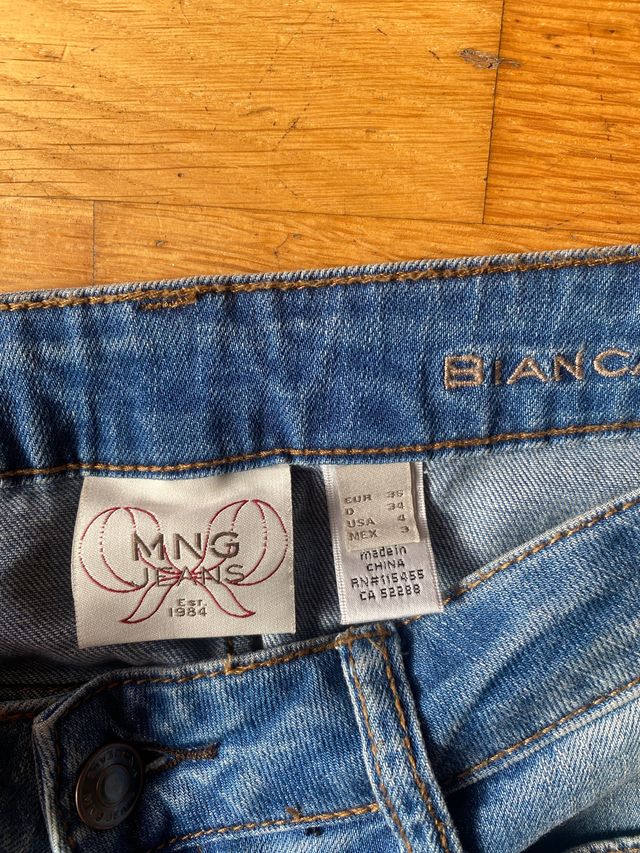 BIANCA
MNG
JEANS
Est.
1984
EUR 36
D 34
USA 4
MEX 3
made in
CHINA
RN#115455
CA 52288